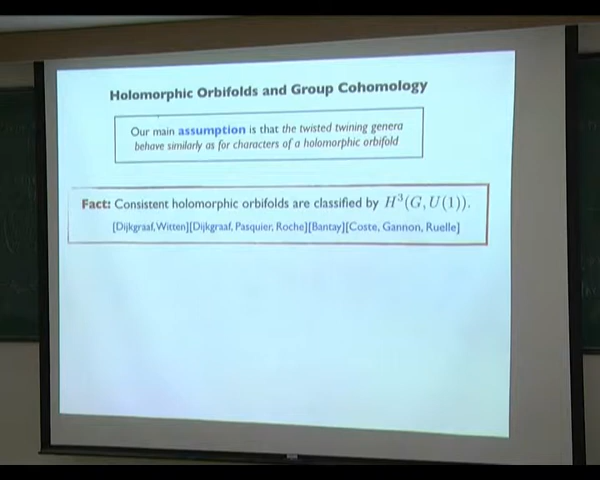 Holomorphic Orbifolds and Group Cohomology
Our main assumption is that the twisted twining genera
behave similarly as for characters of a holomorphic orbifold
Fact: Consistent holomorphic orbifolds are classified by H³(G, U(1)).
[Dijkgraaf, Witten][Dijkgraaf, Pasquier, Roche][Bantay][Coste, Gannon, Ruelle]